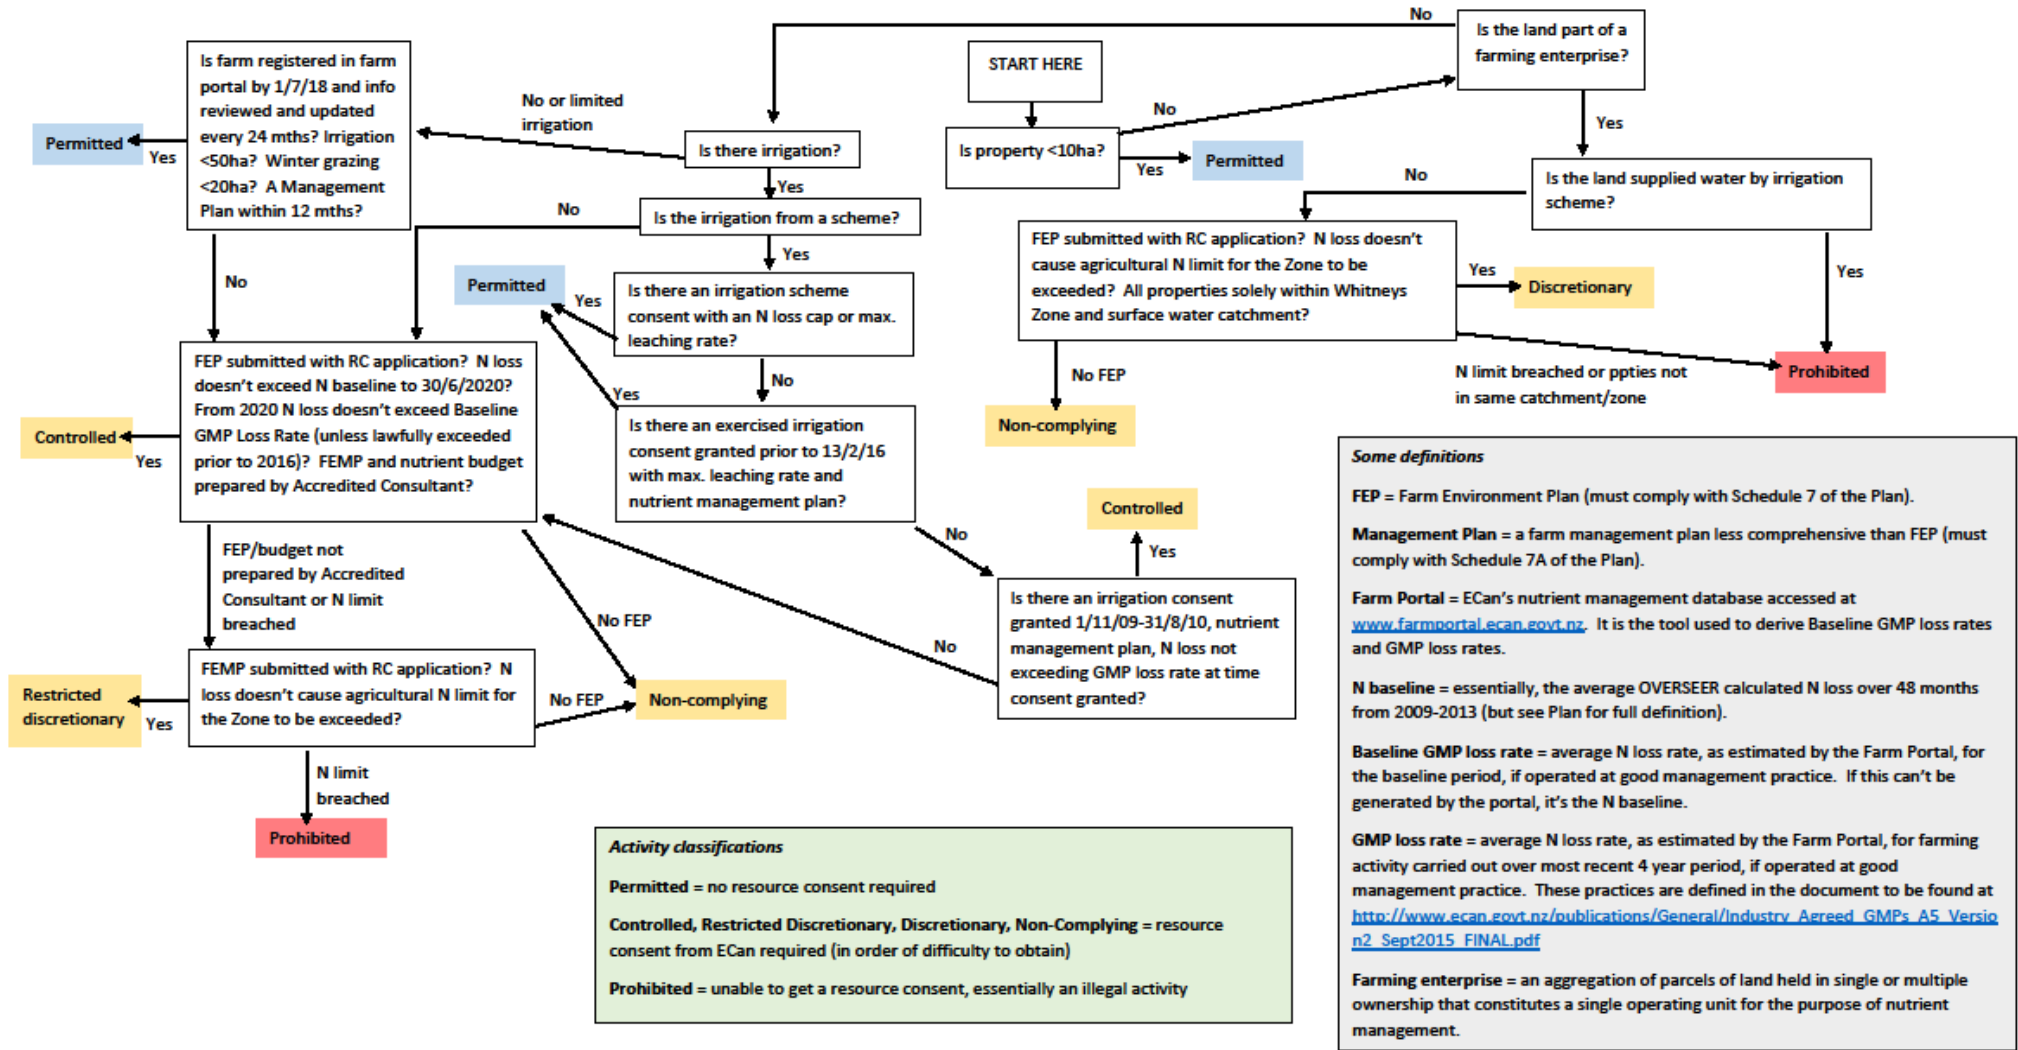 No
Is the land part of a
farming enterprise?
START HERE
Is farm registered in farm
portal by 1/7/18 and info
reviewed and updated
every 24 mths? Irrigation
<50ha? Winter grazing
<20ha? A Management
Plan within 12 mths?
No or limited
irrigation
No
Yes
Permitted
Yes
Is there irrigation?
Is property <10ha?
Yes
Permitted
Yes
No
Is the land supplied water by irrigation
scheme?
No
Is the irrigation from a scheme?
Yes
FEP submitted with RC application? N loss doesn't
cause agricultural N limit for the Zone to be
exceeded? All properties solely within Whitneys
Zone and surface water catchment?
Yes
Discretionary
Yes
No
Permitted
Yes
Is there an irrigation scheme
consent with an N loss cap or max.
leaching rate?
No
No FEP
N limit breached or ppties not
in same catchment/zone
Prohibited
Non-complying
FEP submitted with RC application? N loss
doesn't exceed N baseline to 30/6/2020?
From 2020 N loss doesn't exceed Baseline
GMP Loss Rate (unless lawfully exceeded
prior to 2016)? FEMP and nutrient budget
prepared by Accredited Consultant?
Controlled
Yes
Yes
Is there an exercised irrigation
consent granted prior to 13/2/16
with max. leaching rate and
nutrient management plan?
No
Controlled
Yes
Is there an irrigation consent
granted 1/11/09-31/8/10, nutrient
management plan, N loss not
exceeding GMP loss rate at time
consent granted?
No
FEP/budget not
prepared by Accredited
Consultant or N limit
breached
No FEP
FEMP submitted with RC application? N
loss doesn't cause agricultural N limit for
the Zone to be exceeded?
Restricted
discretionary
Yes
No FEP
Non-complying
N limit
breached
Prohibited
Activity classifications
Permitted = no resource consent required
Controlled, Restricted Discretionary, Discretionary, Non-Complying = resource
consent from ECan required (in order of difficulty to obtain)
Prohibited = unable to get a resource consent, essentially an illegal activity
Some definitions
FEP = Farm Environment Plan (must comply with Schedule 7 of the Plan).
Management Plan = a farm management plan less comprehensive than FEP (must
comply with Schedule 7A of the Plan).
Farm Portal = ECan's nutrient management database accessed at
www.farmportal.ecan.govt.nz. It is the tool used to derive Baseline GMP loss rates
and GMP loss rates.
N baseline = essentially, the average OVERSEER calculated N loss over 48 months
from 2009-2013 (but see Plan for full definition).
Baseline GMP loss rate = average N loss rate, as estimated by the Farm Portal, for
the baseline period, if operated at good management practice. If this can't be
generated by the portal, it's the N baseline.
GMP loss rate = average N loss rate, as estimated by the Farm Portal, for farming
activity carried out over most recent 4 year period, if operated at good
management practice. These practices are defined in the document to be found at
http://www.ecan.govt.nz/publications/General/Industry_Agreed_GMPs_A5_Versio
n2_Sept2015_FINAL.pdf
Farming enterprise = an aggregation of parcels of land held in single or multiple
ownership that constitutes a single operating unit for the purpose of nutrient
management.